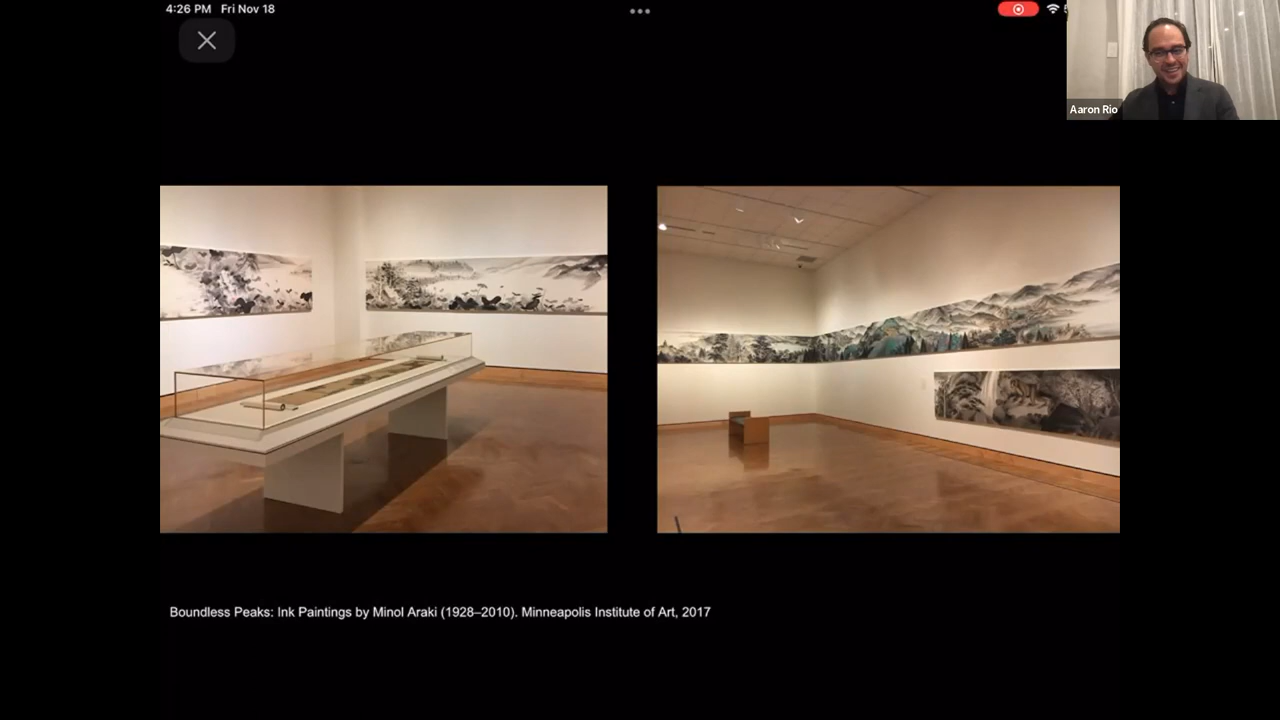 4:26 PM Fri Nov 18
Aaron Rio
Boundless Peaks: Ink Paintings by Minol Araki (1928–2010). Minneapolis Institute of Art, 2017